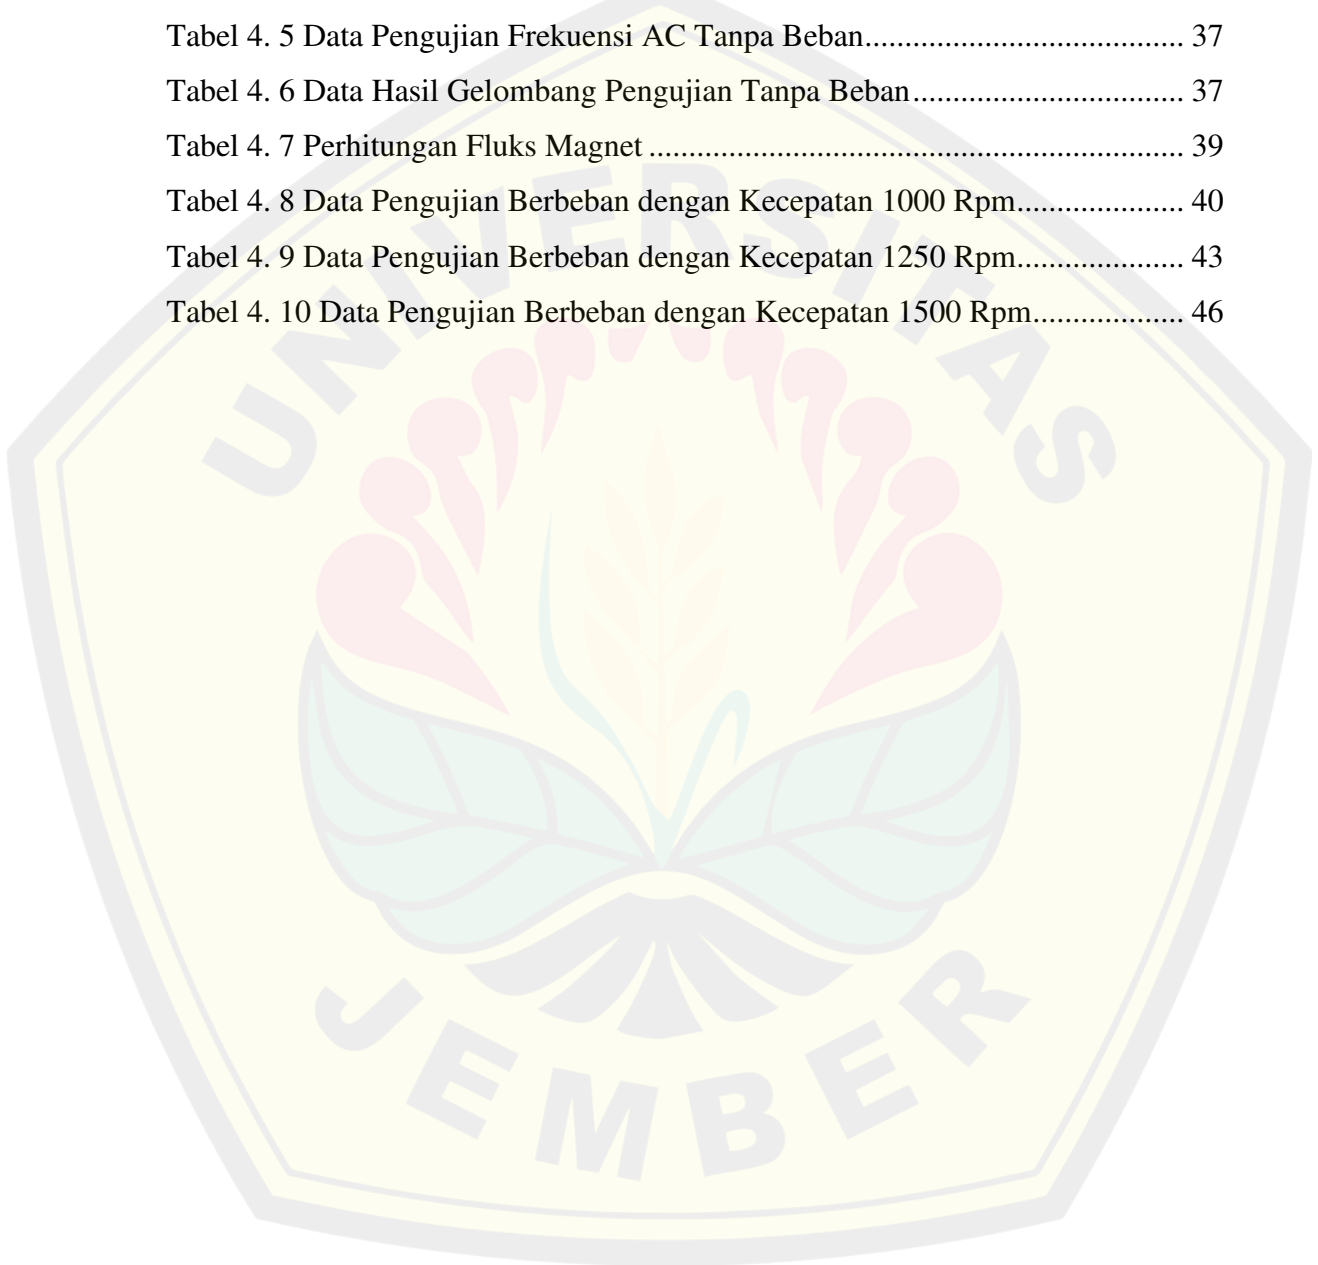 Tabel 4. 5 Data Pengujian Frekuensi AC Tanpa Beban........................................ 37
Tabel 4. 6 Data Hasil Gelombang Pengujian Tanpa Beban.................................. 37
Tabel 4. 7 Perhitungan Fluks Magnet ................................................................... 39
Tabel 4. 8 Data Pengujian Berbeban dengan Kecepatan 1000 Rpm..................... 40
Tabel 4. 9 Data Pengujian Berbeban dengan Kecepatan 1250 Rpm..................... 43
Tabel 4. 10 Data Pengujian Berbeban dengan Kecepatan 1500 Rpm................... 46
UNIVERSITAS
JEMBER